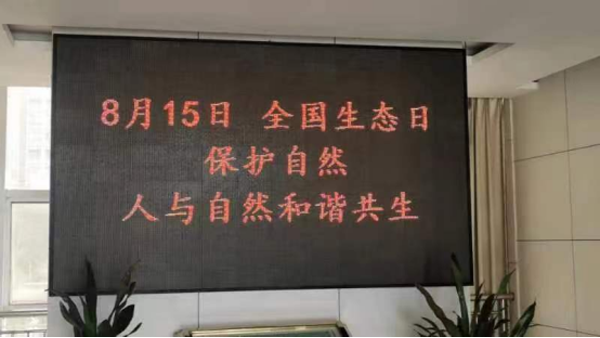 8月15日 全国生态日
保护自然
人与自然和谐共生